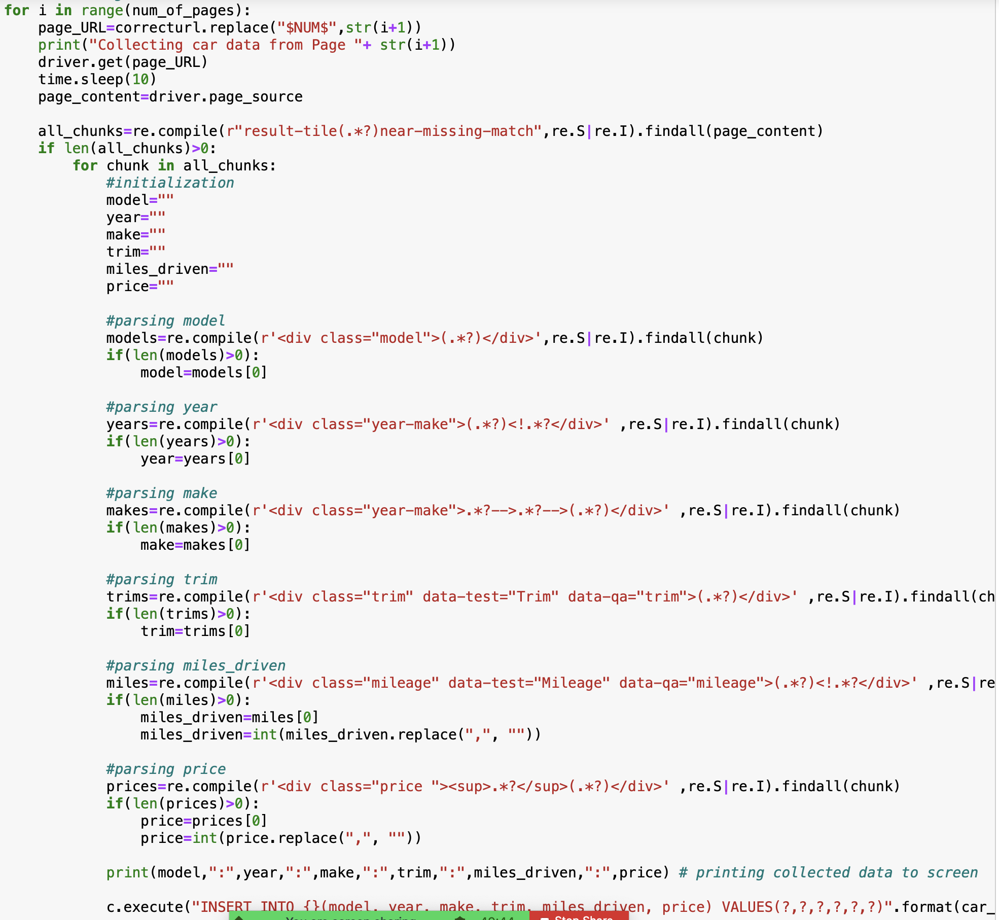 for i in range(num_of_pages):
    page_URL=correcturl.replace("$NUM$",str(i+1))
    print("Collecting car data from Page "+ str(i+1))
    driver.get(page_URL)
    time.sleep(10)
    page_content=driver.page_source

    all_chunks=re.compile(r"result-tile(.*?)near-missing-match",re.S|re.I).findall(page_content)
    if len(all_chunks)>0:
        for chunk in all_chunks:
            #initialization
            model=""
            year=""
            make=""
            trim=""
            miles_driven=""
            price=""

            #parsing model
            models=re.compile(r'<div class="model">(.*?)</div>',re.S|re.I).findall(chunk)
            if(len(models)>0):
                model=models[0]

            #parsing year
            years=re.compile(r'<div class="year-make">(.*?)<!.*?</div>' ,re.S|re.I).findall(chunk)
            if(len(years)>0):
                year=years[0]

            #parsing make
            makes=re.compile(r'<div class="year-make">.*?-->.*?-->(.*?)</div>' ,re.S|re.I).findall(chunk)
            if(len(makes)>0):
                make=makes[0]

            #parsing trim
            trims=re.compile(r'<div class="trim" data-test="Trim" data-qa="trim">(.*?)</div>' ,re.S|re.I).findall(ch
            if(len(trims)>0):
                trim=trims[0]

            #parsing miles_driven
            miles=re.compile(r'<div class="mileage" data-test="Mileage" data-qa="mileage">(.*?)<!.*?</div>' ,re.S|re
            if(len(miles)>0):
                miles_driven=miles[0]
                miles_driven=int(miles_driven.replace(",", ""))

            #parsing price
            prices=re.compile(r'<div class="price "><sup>.*?</sup>(.*?)</div>' ,re.S|re.I).findall(chunk)
            if(len(prices)>0):
                price=prices[0]
                price=int(price.replace(",", ""))

            print(model,":",year,":",make,":",trim,":",miles_driven,":",price) # printing collected data to screen

            c.execute("INSERT INTO {}(model, year, make, trim, miles_driven, price) VALUES(?,?,?,?,?,?)".format(car_
You are screen sharing Stop Share